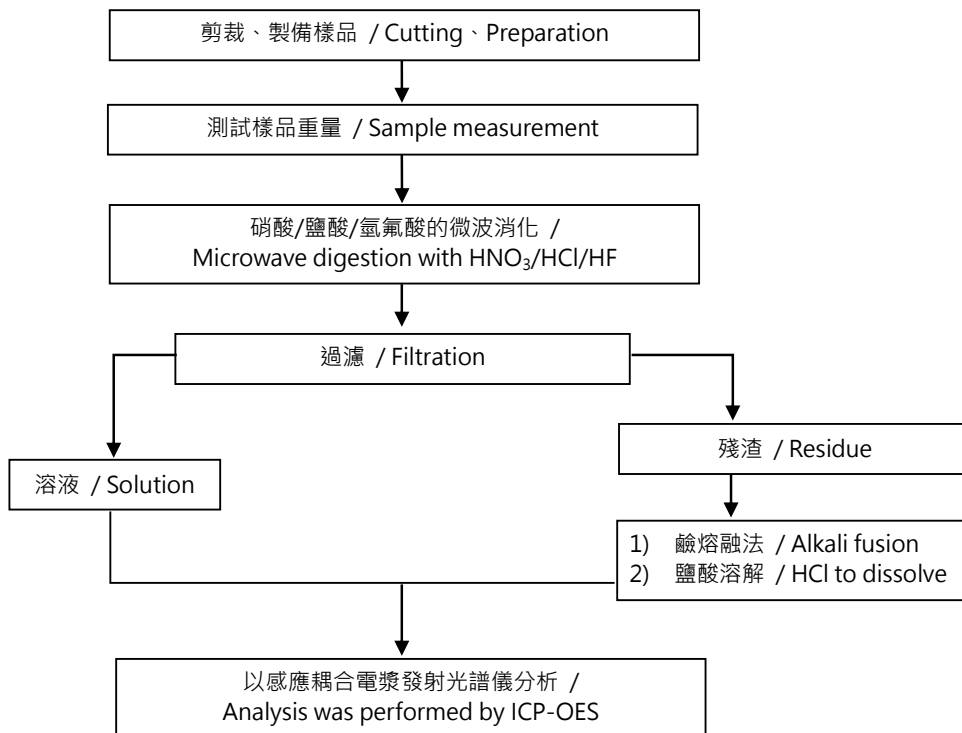 剪裁、製備樣品 / Cutting、Preparation
測試樣品重量 / Sample measurement
硝酸/鹽酸/氫氟酸的微波消化 /
Microwave digestion with HNO₃/HCl/HF
過濾 / Filtration
溶液 / Solution
殘渣 / Residue
1) 鹼熔融法 / Alkali fusion
2) 鹽酸溶解 / HCl to dissolve
以感應耦合電漿發射光譜儀分析 /
Analysis was performed by ICP-OES